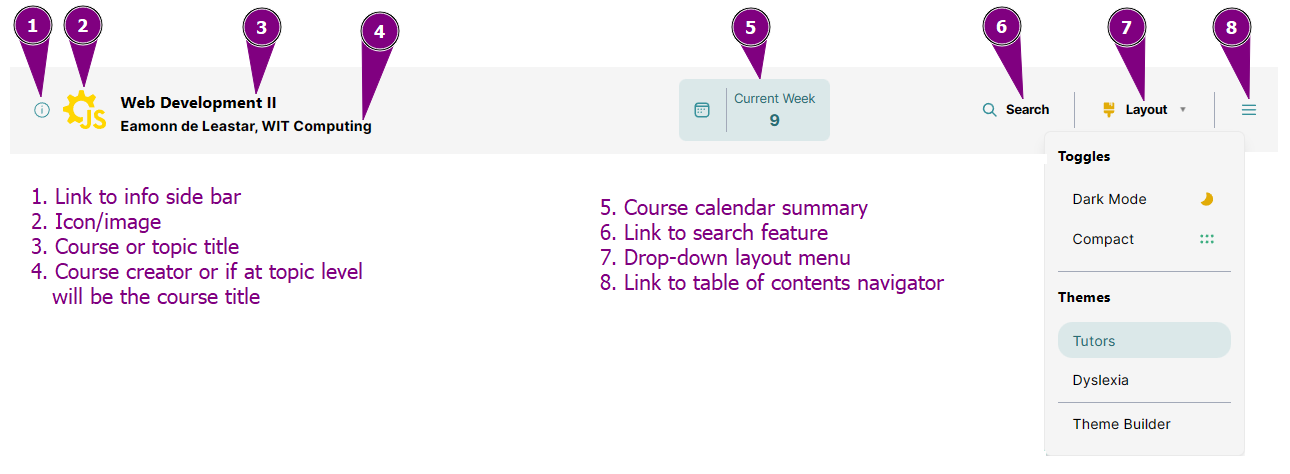 1
2
3
4
5
6
7
8
JS
Web Development II
Eamonn de Leastar, WIT Computing
Current Week
9
Search
Layout
1. Link to info side bar
2. Icon/image
3. Course or topic title
4. Course creator or if at topic level
will be the course title
5. Course calendar summary
6. Link to search feature
7. Drop-down layout menu
8. Link to table of contents navigator
Toggles
Dark Mode
Compact
Themes
Tutors
Dyslexia
Theme Builder